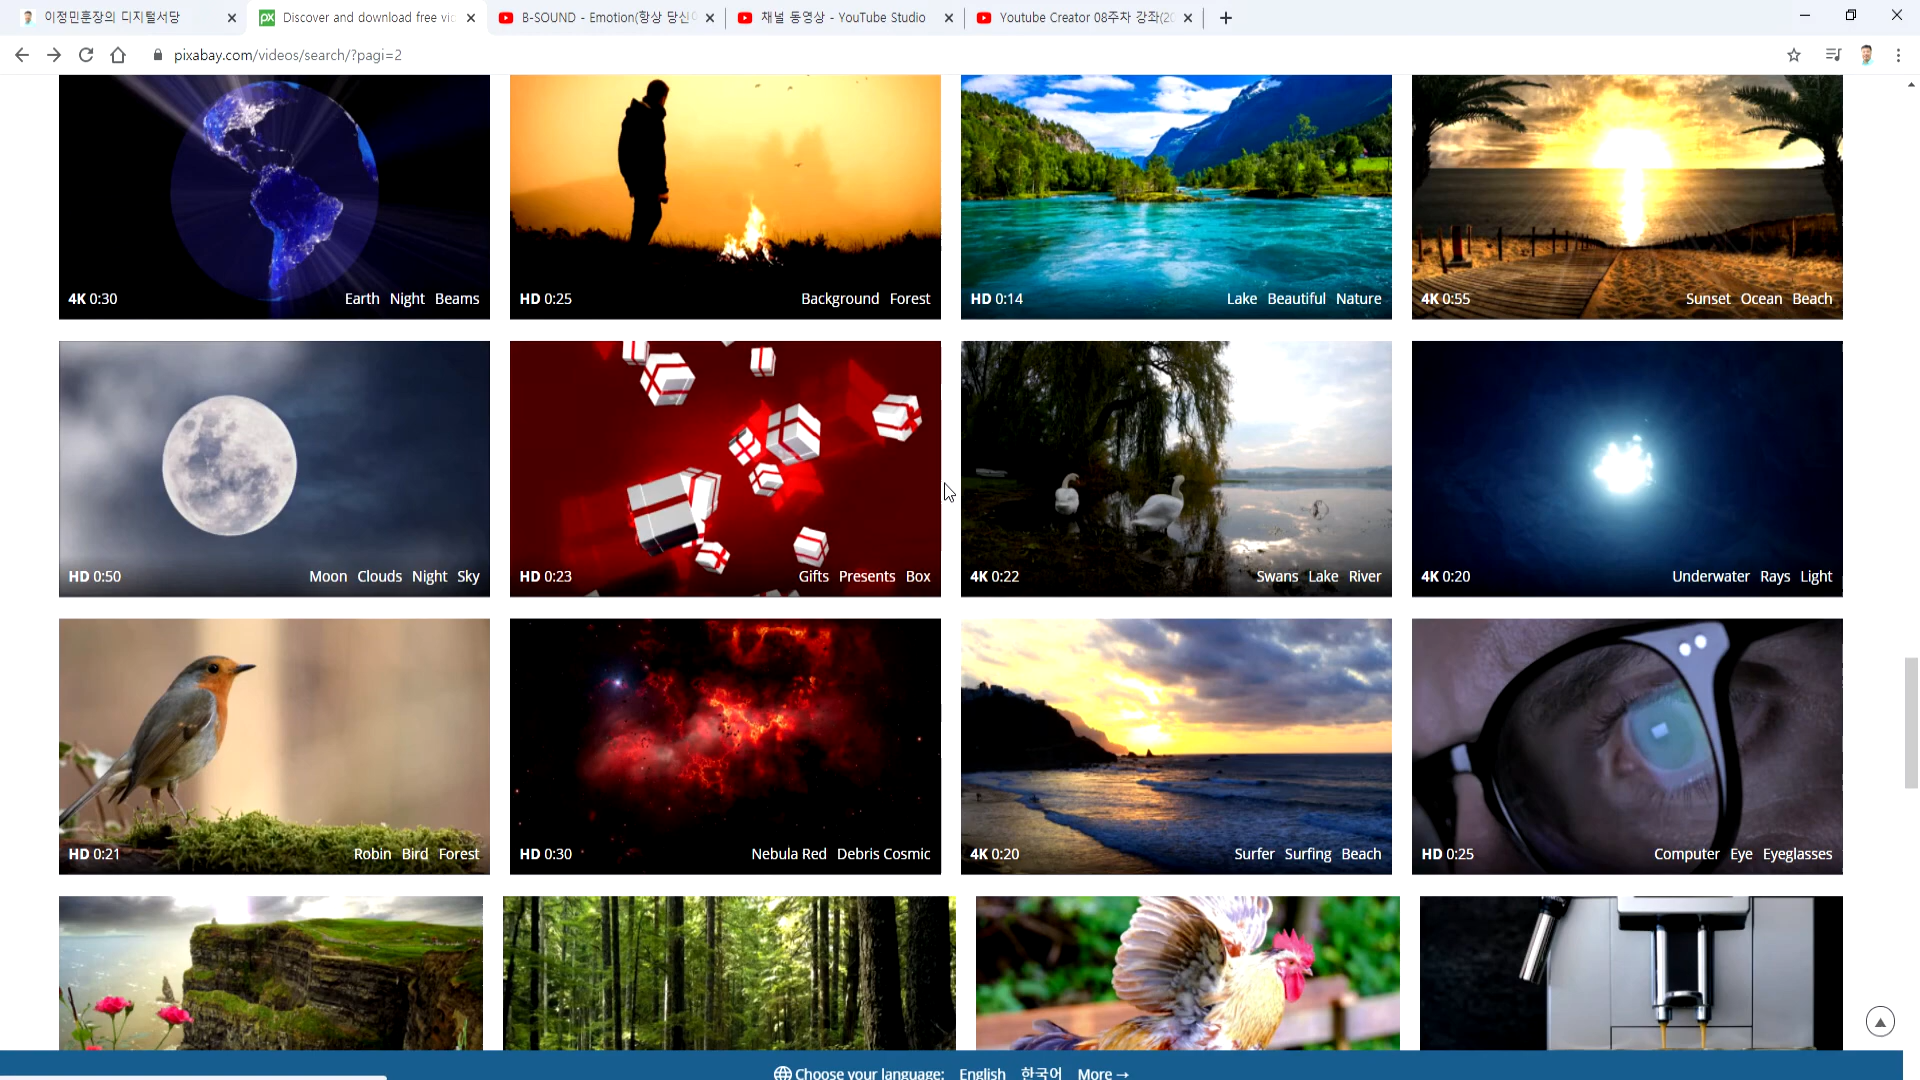 이정민훈장의 디지털서당
Discover and download free vic
B-SOUND - Emotion(항상 당신
채널 동영상 - YouTube Studio
Youtube Creator 08주차 강좌(20
pixabay.com/videos/search/?pagi=2
4K 0:30 Earth Night Beams
HD 0:25 Background Forest
HD 0:14 Lake Beautiful Nature
4K 0:55 Sunset Ocean Beach
HD 0:50 Moon Clouds Night Sky
HD 0:23 Gifts Presents Box
4K 0:22 Swans Lake River
4K 0:20 Underwater Rays Light
HD 0:21 Robin Bird Forest
HD 0:30 Nebula Red Debris Cosmic
4K 0:20 Surfer Surfing Beach
HD 0:25 Computer Eye Eyeglasses
Choose your language: English 한국어 More →